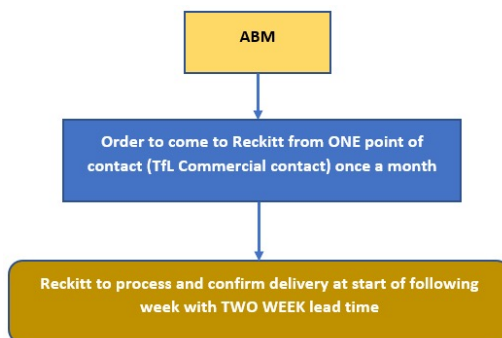 ABM
Order to come to Reckitt from ONE point of
contact (TfL Commercial contact) once a month
Reckitt to process and confirm delivery at start of following
week with TWO WEEK lead time